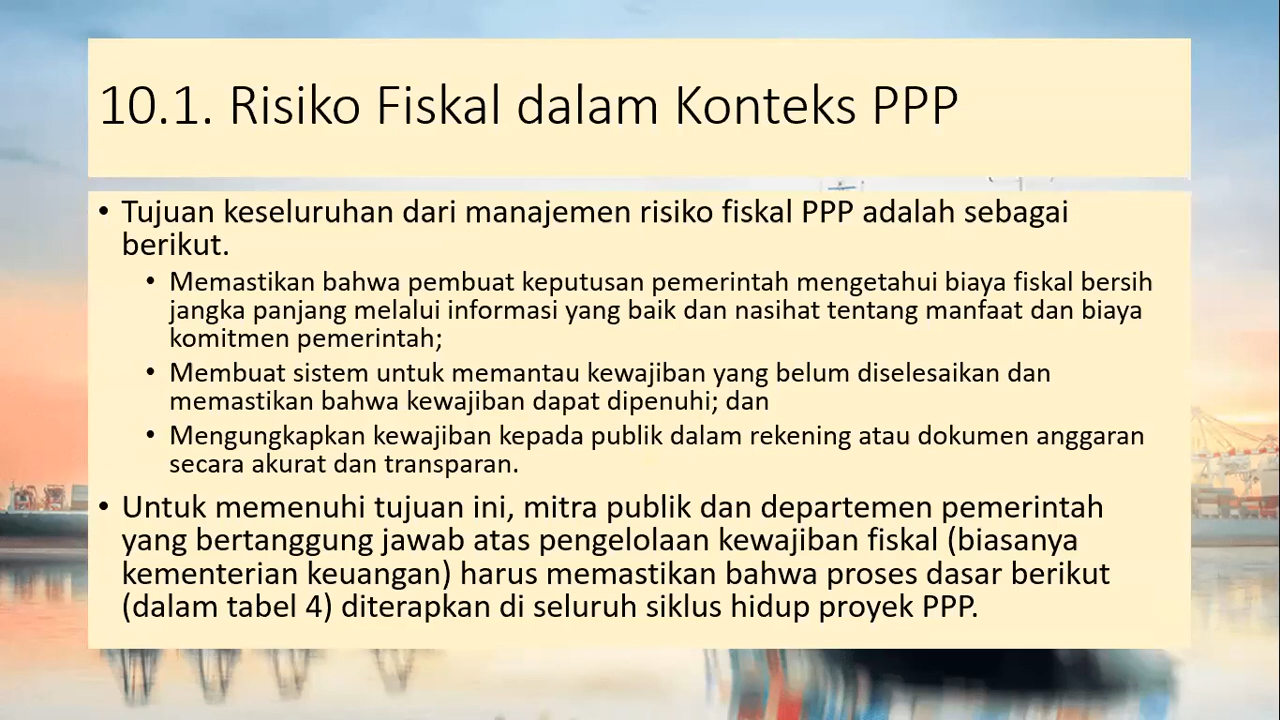 10.1. Risiko Fiskal dalam Konteks PPP
• Tujuan keseluruhan dari manajemen risiko fiskal PPP adalah sebagai
berikut.
• Memastikan bahwa pembuat keputusan pemerintah mengetahui biaya fiskal bersih
jangka panjang melalui informasi yang baik dan nasihat tentang manfaat dan biaya
komitmen pemerintah;
• Membuat sistem untuk memantau kewajiban yang belum diselesaikan dan
memastikan bahwa kewajiban dapat dipenuhi; dan
• Mengungkapkan kewajiban kepada publik dalam rekening atau dokumen anggaran
secara akurat dan transparan.
• Untuk memenuhi tujuan ini, mitra publik dan departemen pemerintah
yang bertanggung jawab atas pengelolaan kewajiban fiskal (biasanya
kementerian keuangan) harus memastikan bahwa proses dasar berikut
(dalam tabel 4) diterapkan di seluruh siklus hidup proyek PPP.